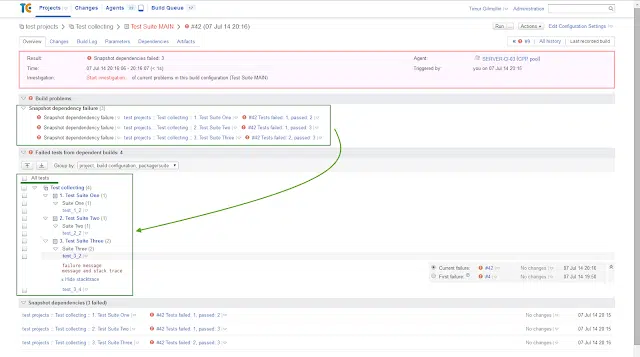 TC Projects Changes Agents Build Queue Timur Gilmullin Administration
test projects Test collecting Test Suite MAIN #42 (07 Jul 14 20:15)
Run ... Actions Edit Configuration Settings
Overview Changes Build Log Parameters Dependencies Artifacts
#9 All history Last recorded build
Result: Snapshot dependencies failed: 3 Agent: SERVER-CI-03 (CPP pool)
Time: 07 Jul 14 20:16:06 - 20:16:07 (< 1s) Triggered by: you on 07 Jul 14 20:15
Investigation: Start investigation... of current problems in this build configuration (Test Suite MAIN)
Build problems:
Snapshot dependency failure (3)
Snapshot dependendency failure test projects :: Test collecting :: 1. Test Suite One #42 Tests failed: 1, passed: 2
Snapshot dependendency failure test projects :: Test collecting :: 2. Test Suite Two #42 Tests failed: 1, passed: 3
Snapshot dependendency failure test projects :: Test collecting :: 3. Test Suite Three #42 Tests failed: 2, passed: 3
Failed tests from dependent builds: 4
Group by: project, build configuration, package/suite
All tests
Test collecting (4)
1. Test Suite One (1)
Suite One (1)
test_1_2
2. Test Suite Two (1)
Suite Two (1)
test_2_2
3. Test Suite Three (2)
Suite Three (2)
test_3_2
failure message
message and stack trace
Hide stacktrace
test_3_4
Current failure: #42 No changes 07 Jul 14 20:16
First failure: #4 No changes 07 Jul 14 19:50
Snapshot dependencies (3 failed)
test projects :: Test collecting :: 1. Test Suite One #42 Tests failed: 1, passed: 2 No changes 07 Jul 14 20:15
test projects :: Test collecting :: 2. Test Suite Two #42 Tests failed: 1, passed: 3 No changes 07 Jul 14 20:15
test projects :: Test collecting :: 3. Test Suite Three #42 Tests failed: 2, passed: 3 No changes 07 Jul 14 20:15